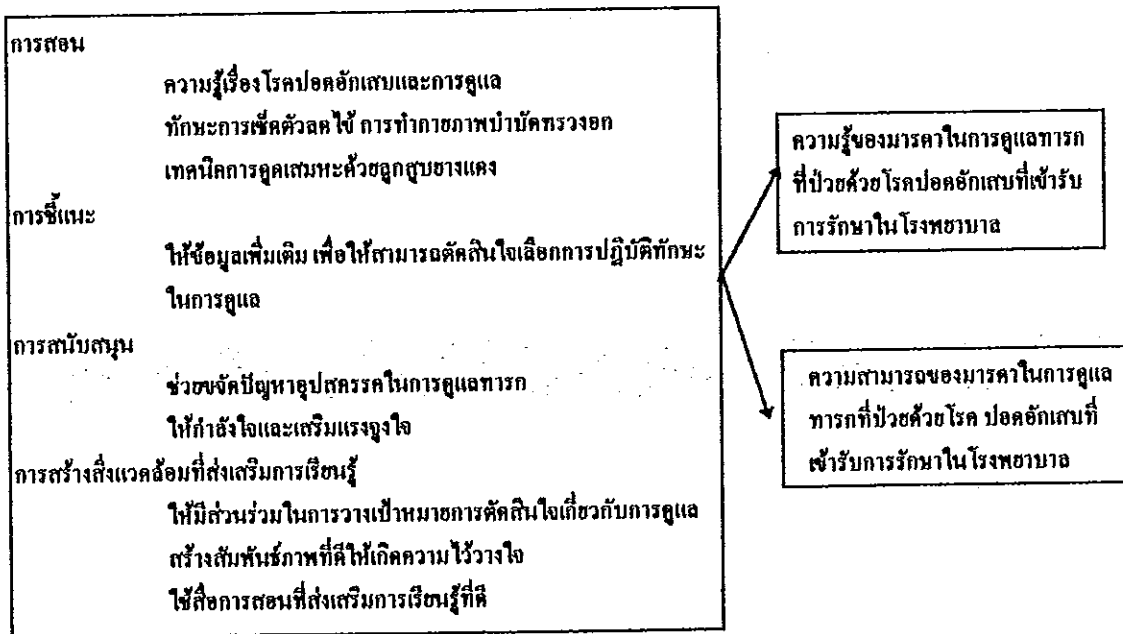 การสอน
ความรู้เรื่องโรคปอดอักเสบและการดูแล
ทักษะการเช็ดตัวลดไข้ การทำกายภาพบำบัดทรวงอก
เทคนิคการดูดเสมหะด้วยลูกสูบยางแดง
การชี้แนะ
ให้ข้อมูลเพิ่มเติม เพื่อให้สามารถตัดสินใจเลือกการปฏิบัติทักษะ
ในการดูแล
การสนับสนุน
ช่วยขจัดปัญหาอุปสรรคในการดูแลทารก
ให้กำลังใจและเสริมแรงจูงใจ
การสร้างสิ่งแวดล้อมที่ส่งเสริมการเรียนรู้
ให้มีส่วนร่วมในการวางเป้าหมายการตัดสินใจเกี่ยวกับการดูแล
สร้างสัมพันธ์ภาพที่ดีให้เกิดความไว้วางใจ
ใช้สื่อการสอนที่ส่งเสริมการเรียนรู้ที่ดี
ความรู้ของมารดาในการดูแลทารก
ที่ป่วยด้วยโรคปอดอักเสบที่เข้ารับ
การรักษาในโรงพยาบาล
ความสามารถของมารดาในการดูแล
ทารกที่ป่วยด้วยโรค ปอดอักเสบที่
เข้ารับการรักษาในโรงพยาบาล